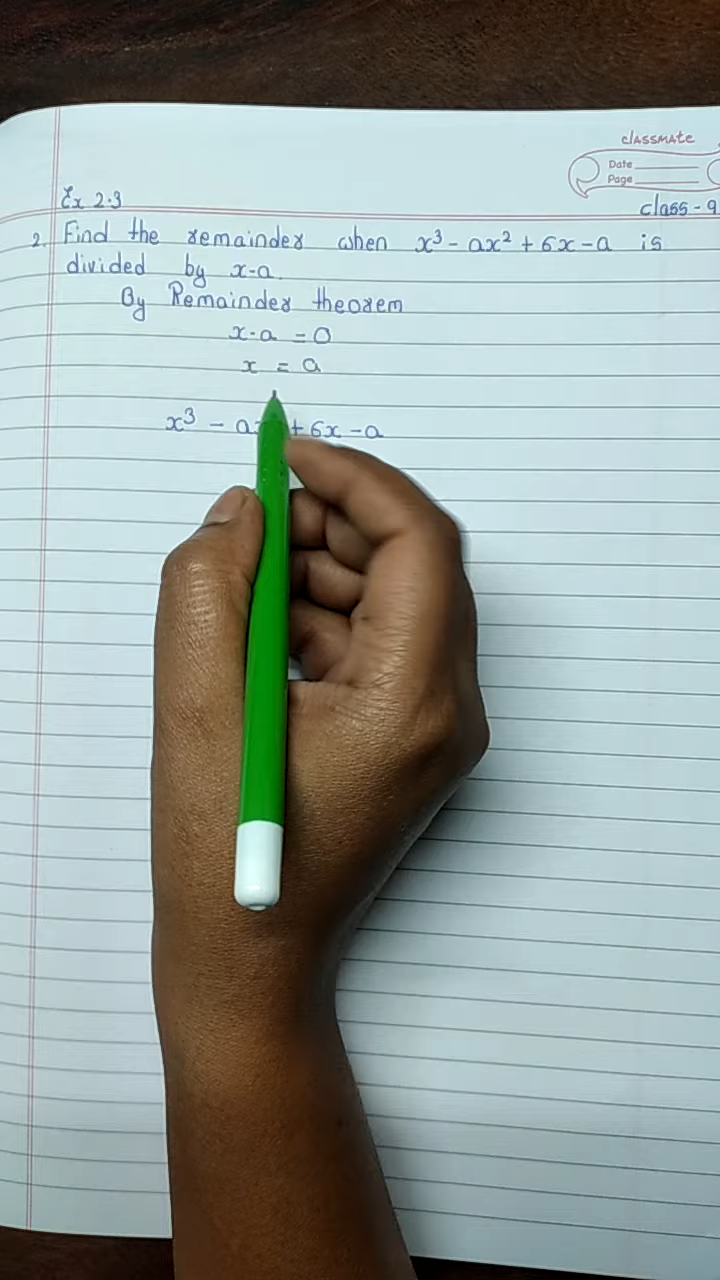 classmate
Date
Page
Ex 2.3
class - 9
2. Find the remainder when x³ - ax² + 6x - a is
divided by x-a.
By Remainder theorem
x-a = 0
x = a
x³ - a + 6x - a